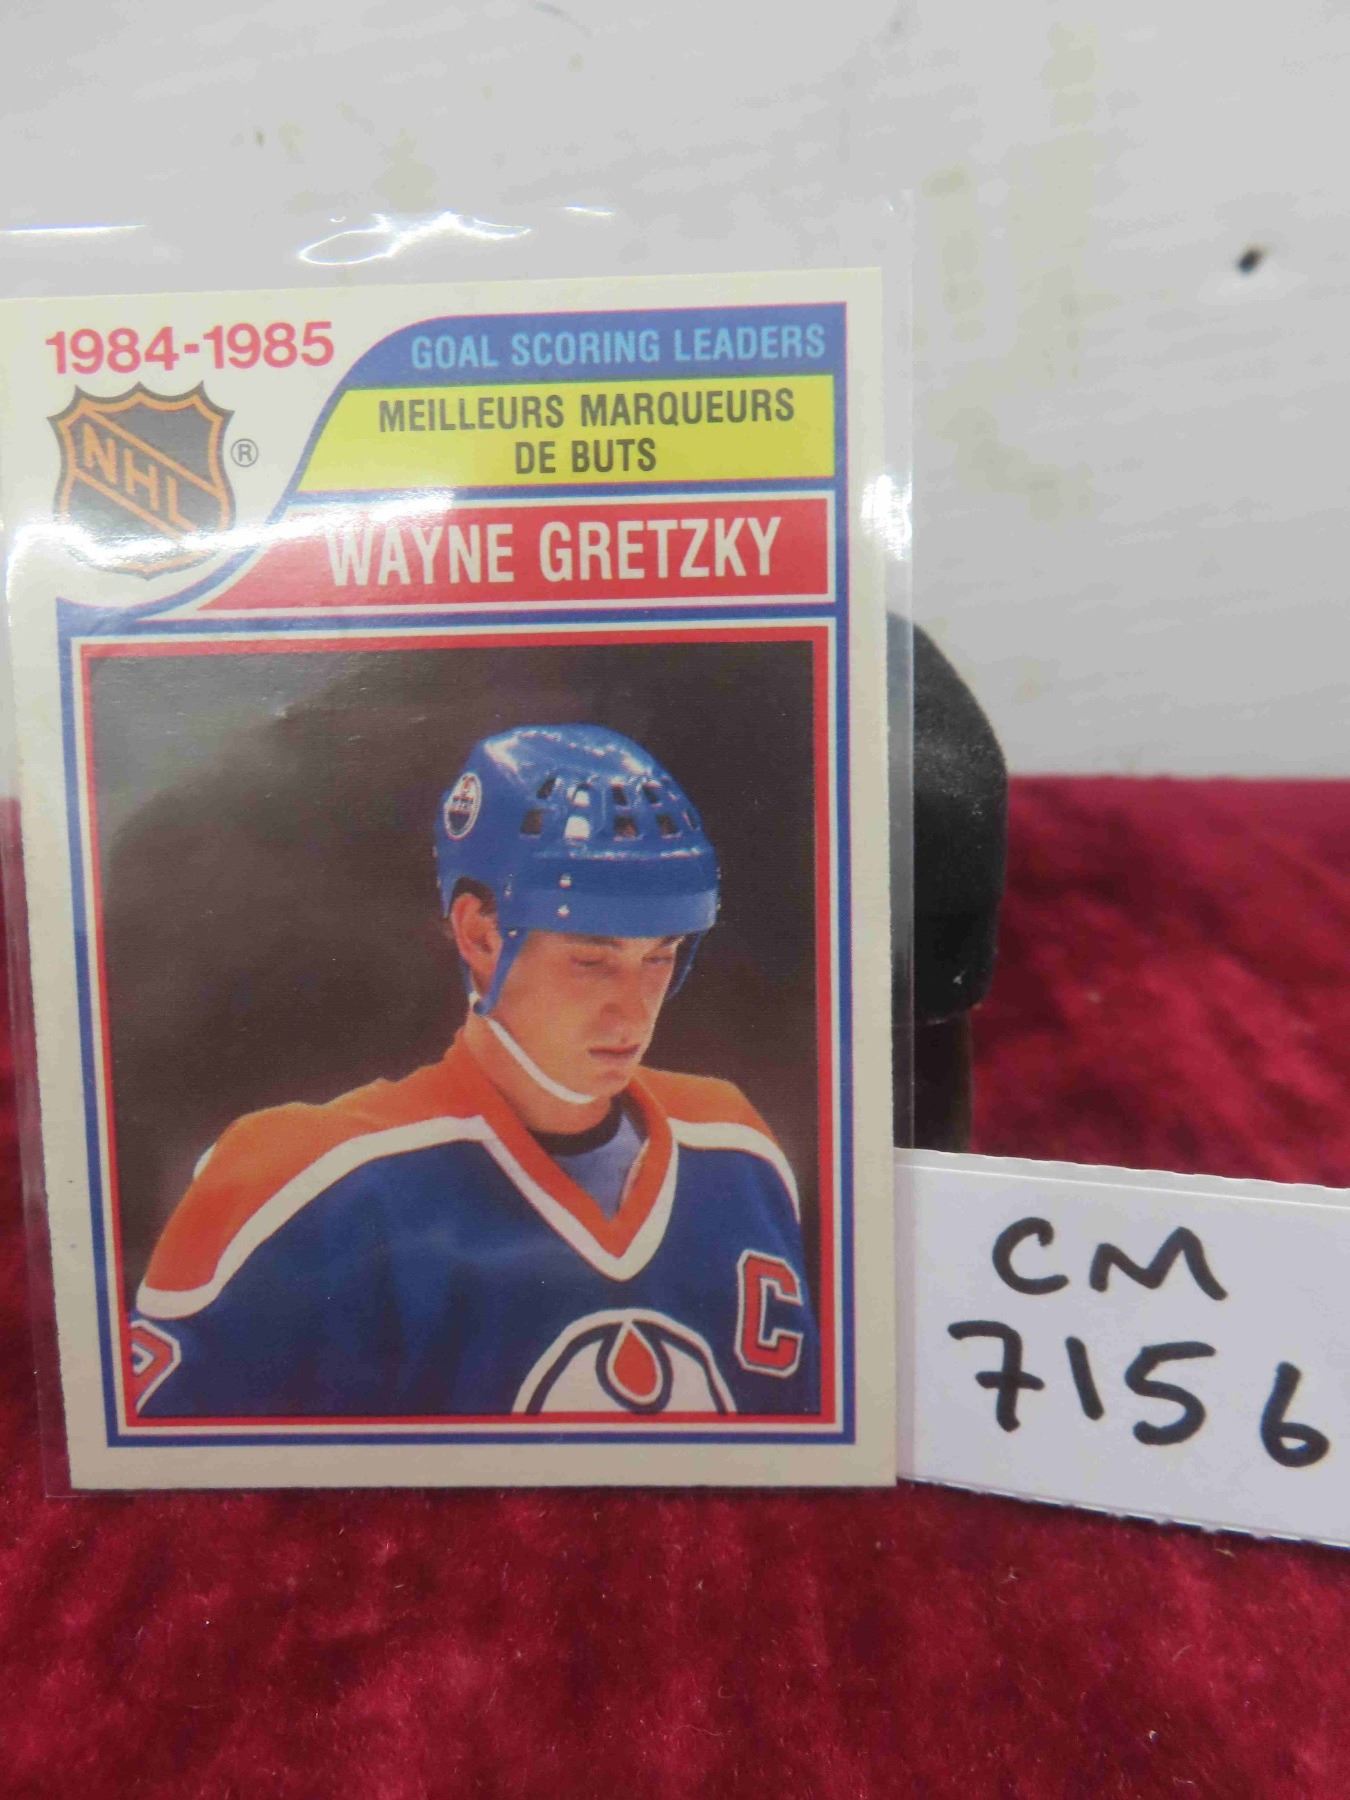 1984-1985
GOAL SCORING LEADERS
MEILLEURS MARQUEURS
DE BUTS
NHL
®
WAYNE GRETZKY
C
CM
7156